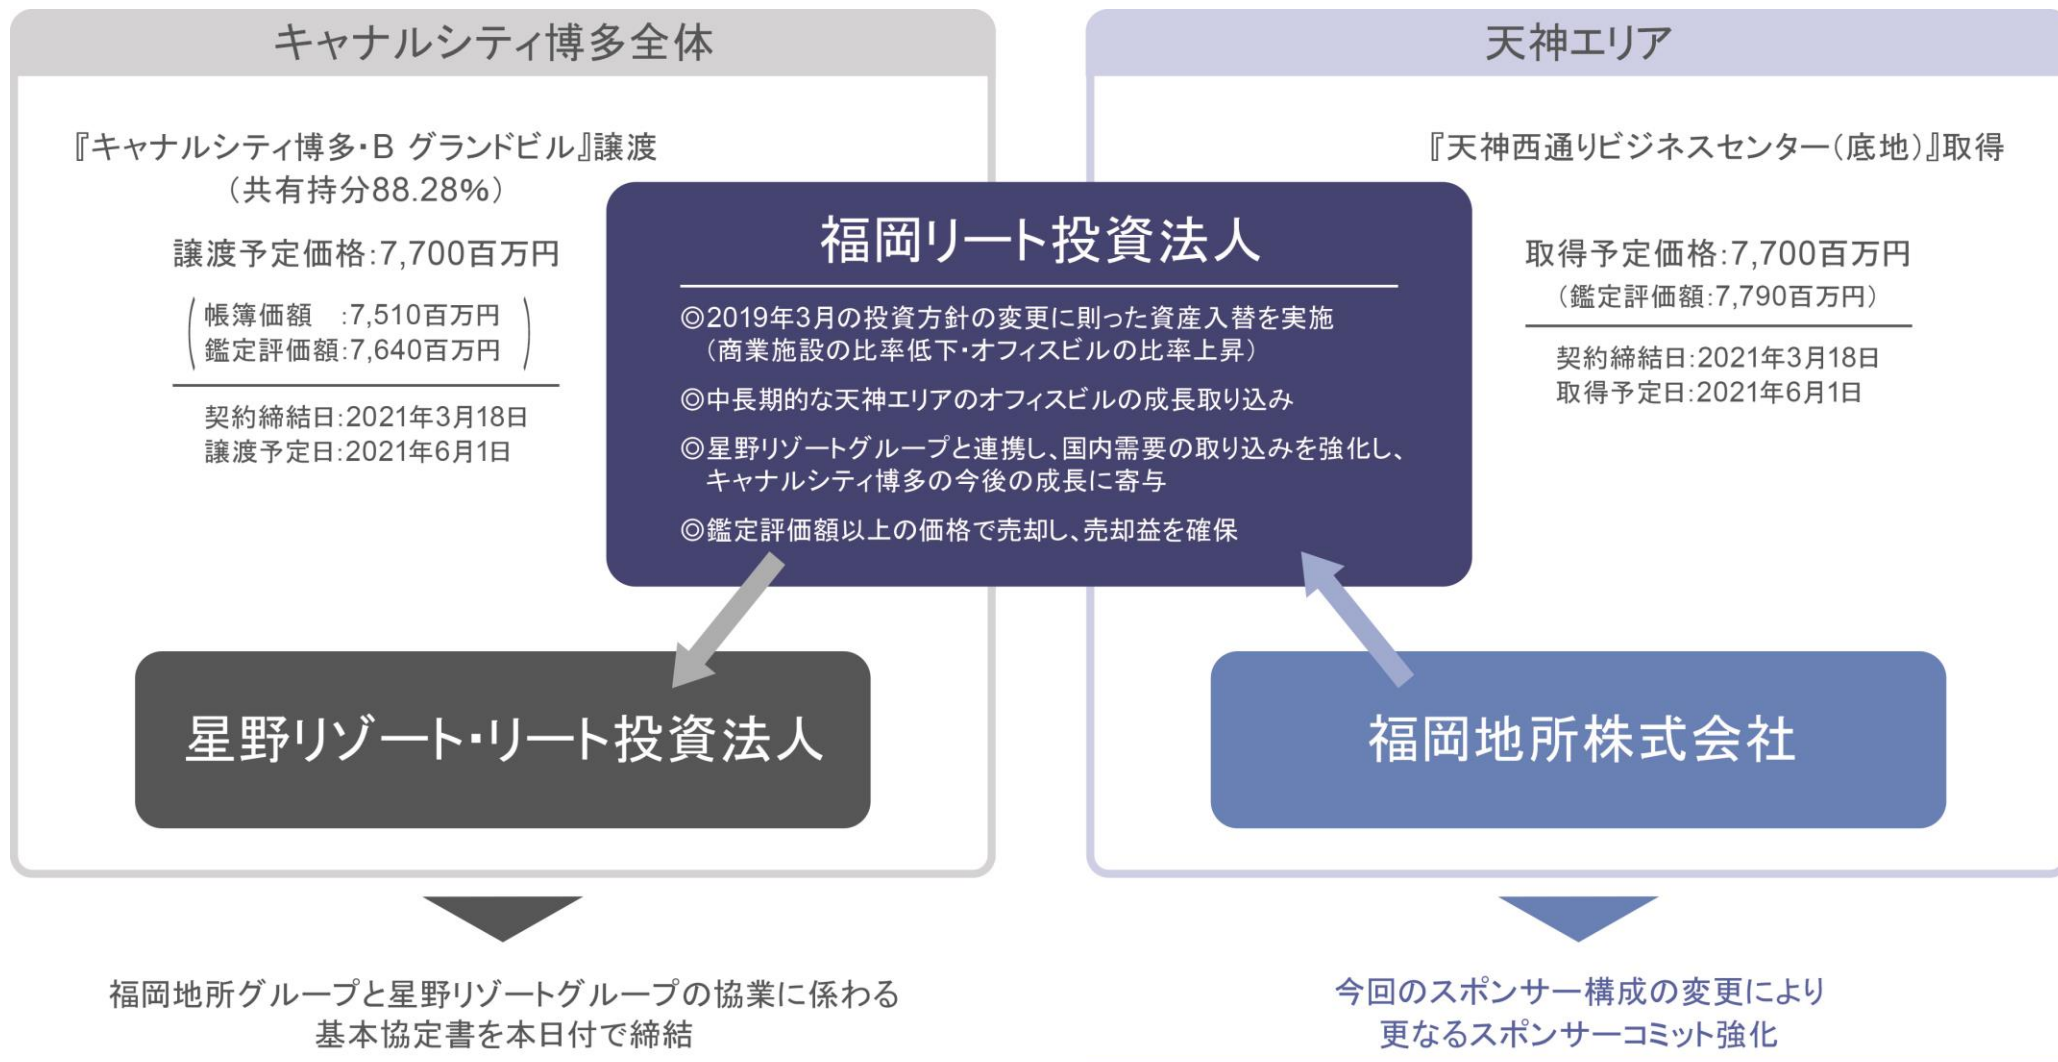 キャナルシティ博多全体
『キャナルシティ博多・B グランドビル』譲渡
（共有持分88.28%）
譲渡予定価格:7,700百万円
帳簿価額　:7,510百万円
鑑定評価額:7,640百万円
契約締結日:2021年3月18日
譲渡予定日:2021年6月1日
福岡リート投資法人
◎2019年3月の投資方針の変更に則った資産入替を実施
（商業施設の比率低下・オフィスビルの比率上昇）
◎中長期的な天神エリアのオフィスビルの成長取り込み
◎星野リゾートグループと連携し、国内需要の取り込みを強化し、
キャナルシティ博多の今後の成長に寄与
◎鑑定評価額以上の価格で売却し、売却益を確保
天神エリア
『天神西通りビジネスセンター（底地）』取得
取得予定価格:7,700百万円
（鑑定評価額:7,790百万円）
契約締結日:2021年3月18日
取得予定日:2021年6月1日
星野リゾート・リート投資法人
福岡地所株式会社
福岡地所グループと星野リゾートグループの協業に係わる
基本協定書を本日付で締結
今回のスポンサー構成の変更により
更なるスポンサーコミット強化